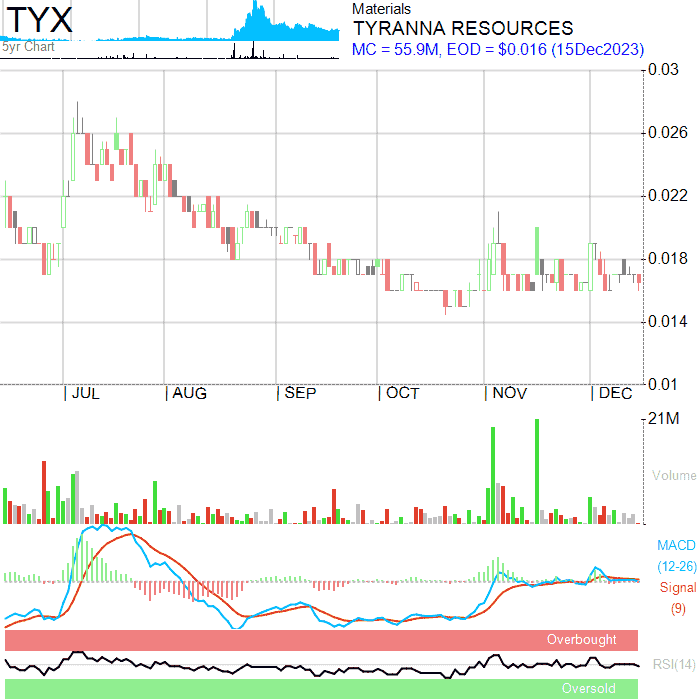 TYX
5yr Chart
Materials
TYRANNA RESOURCES
MC = 55.9M, EOD = $0.016 (15Dec2023)
0.03
0.026
0.022
0.018
0.014
0.01
JUL
AUG
SEP
OCT
NOV
DEC
21M
Volume
MACD
(12-26)
Signal
(9)
Overbought
RSI(14)
Oversold